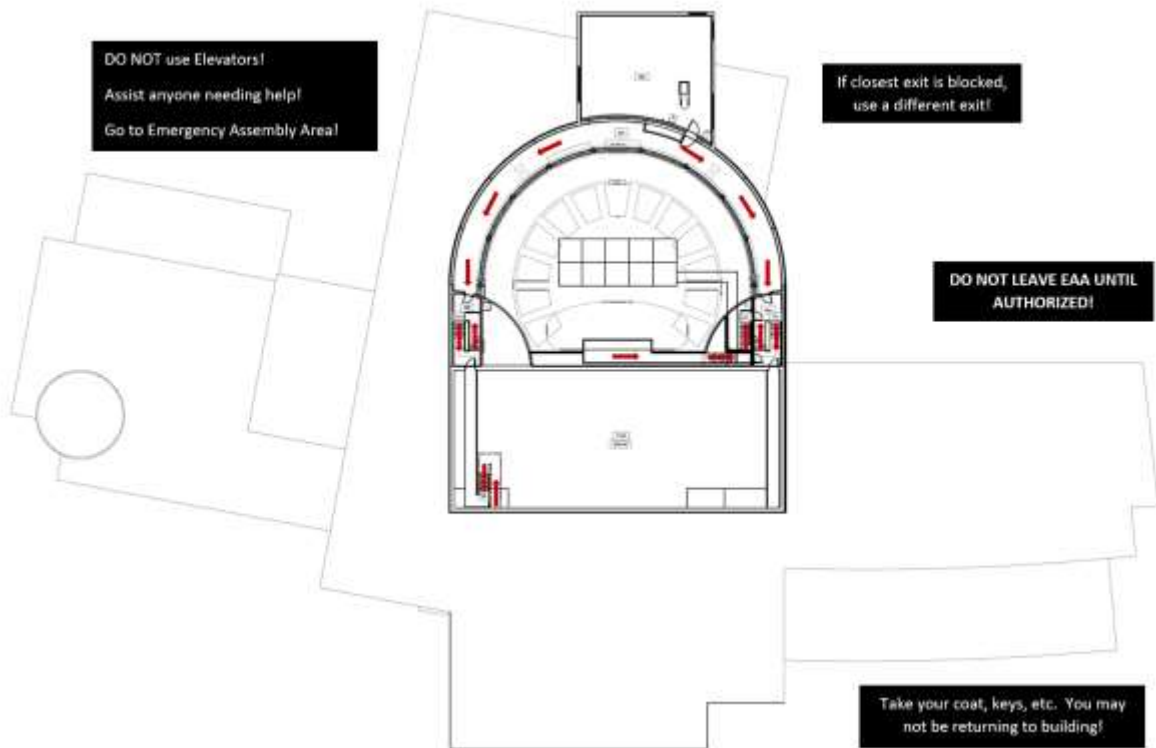 DO NOT use Elevators!
Assist anyone needing help!
Go to Emergency Assembly Area!
If closest exit is blocked,
use a different exit!
DO NOT LEAVE EAA UNTIL
AUTHORIZED!
Take your coat, keys, etc. You may
not be returning to building!